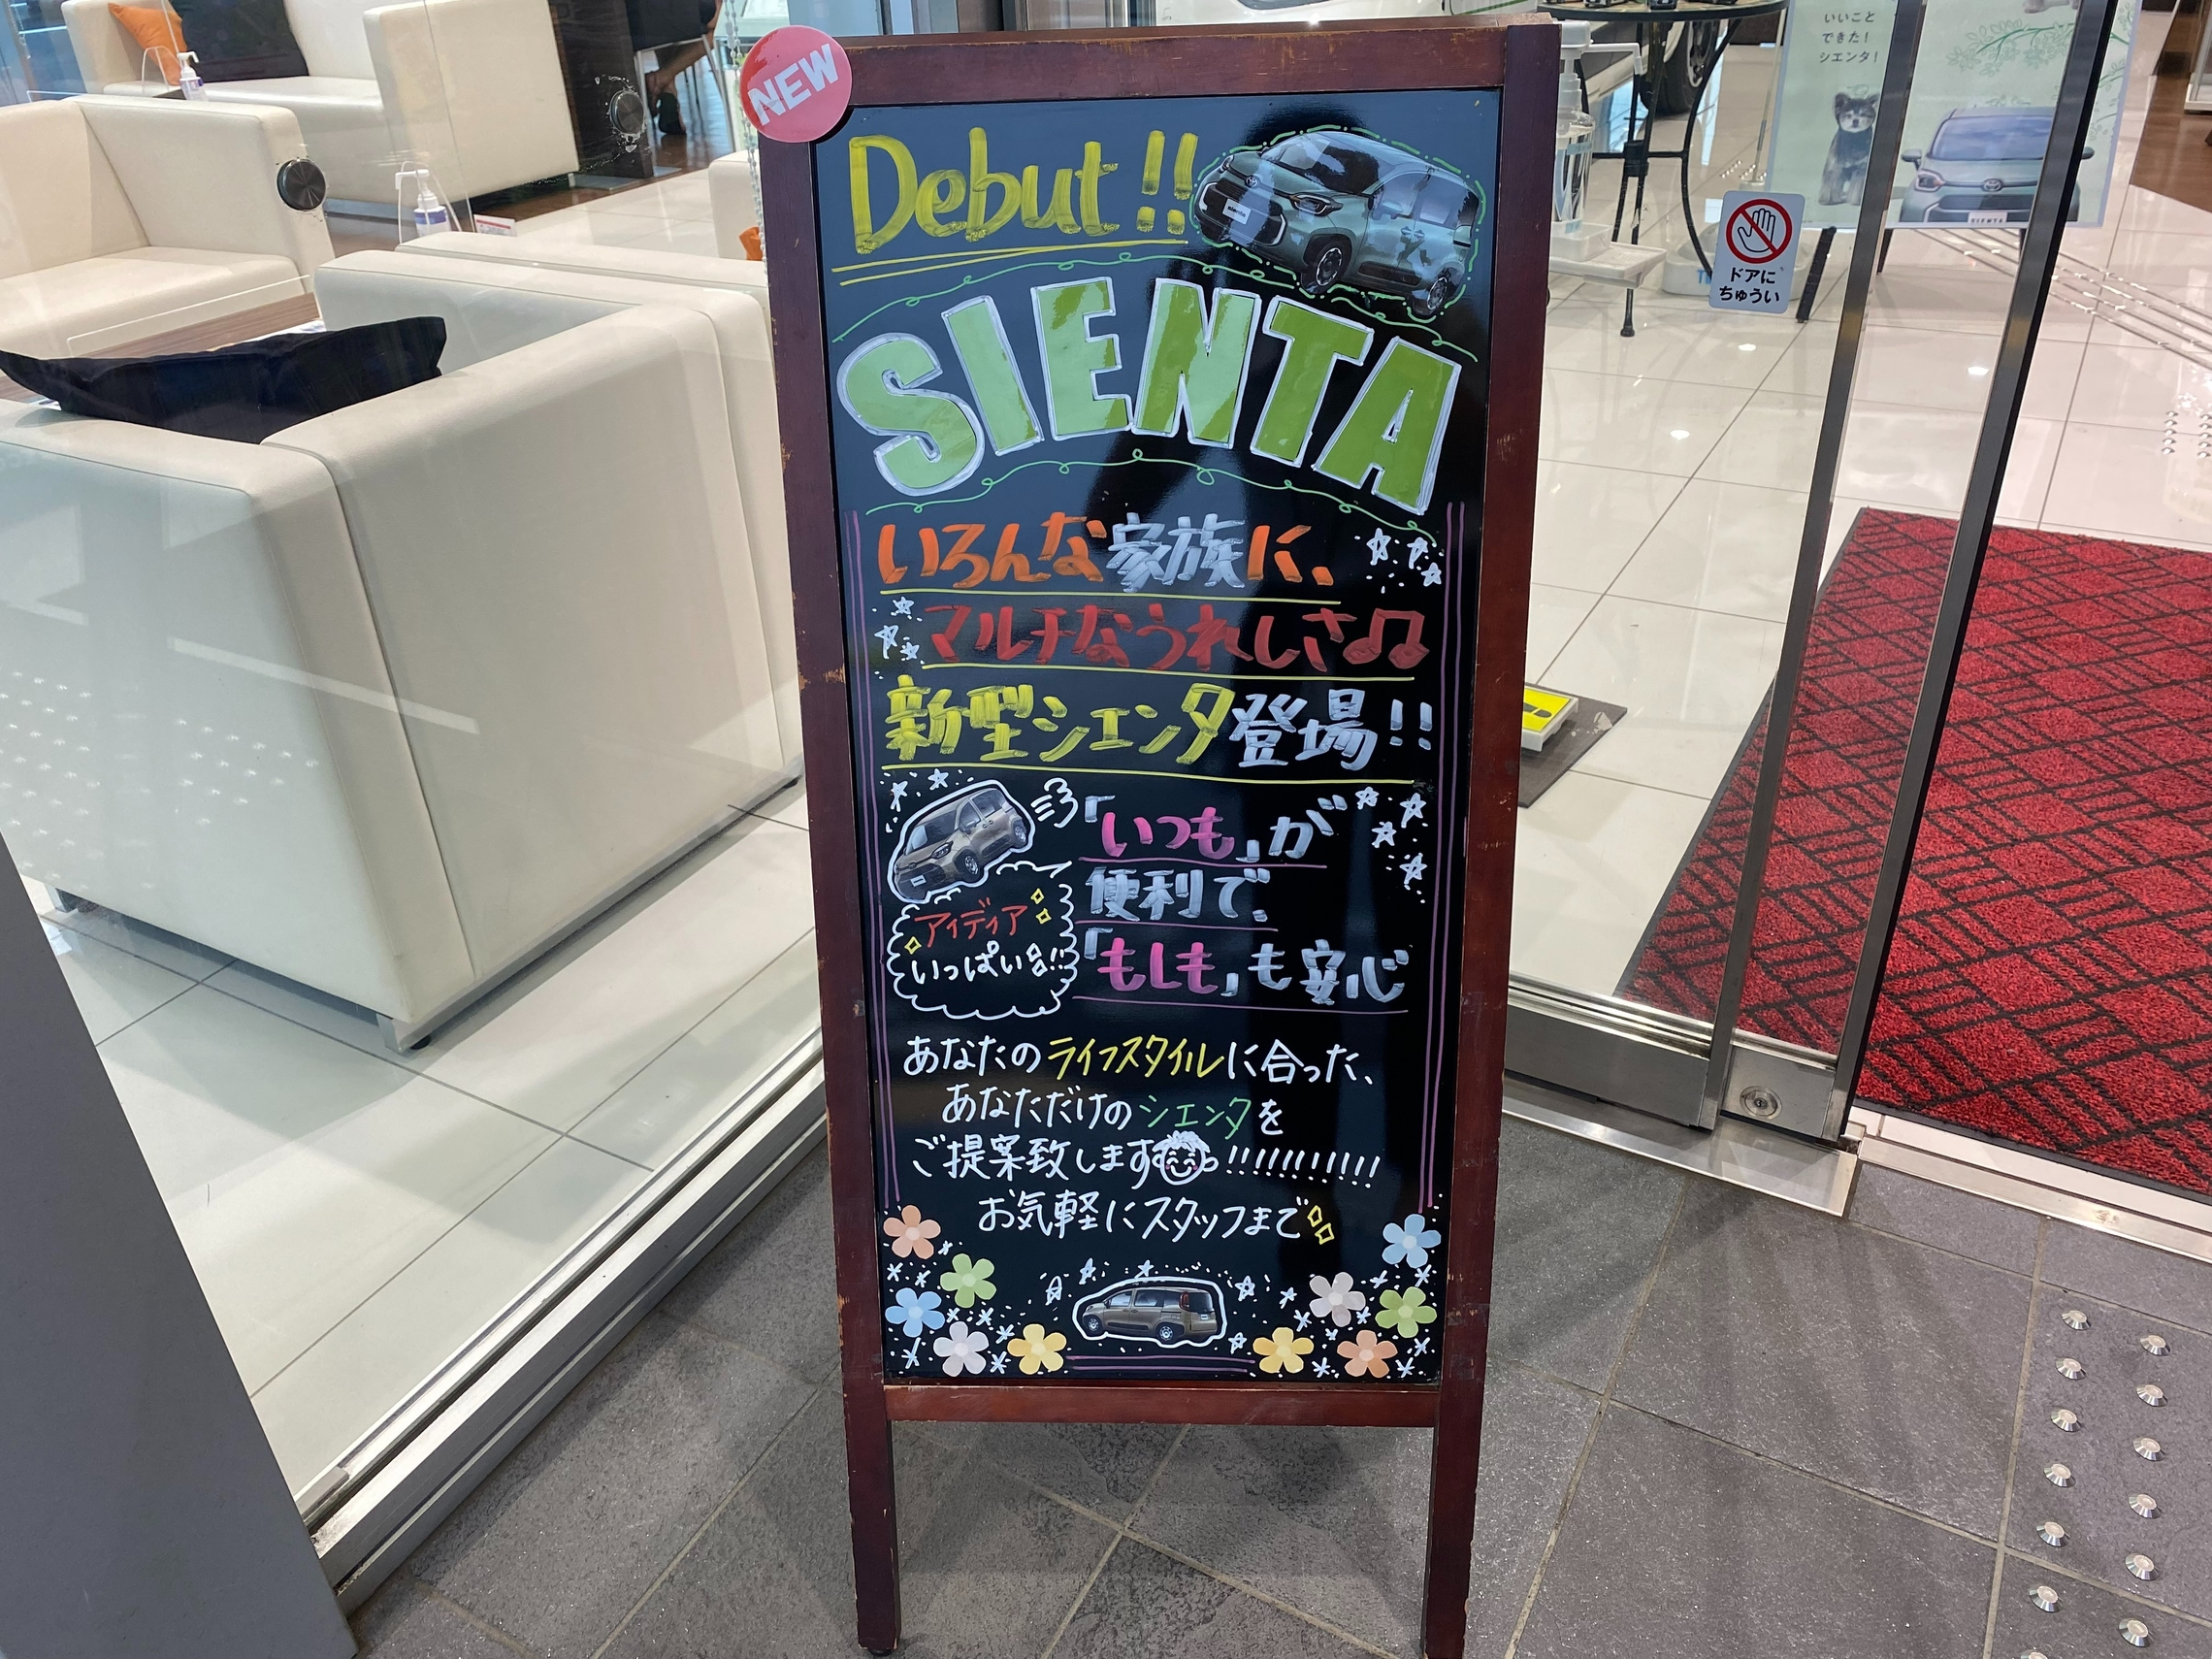 NEW
Debut!!
SIENTA
いろんな家族に、
マルチなうれしさ♫
新型シエンタ登場!!
「いつも」が
便利で、
「もしも」も安心
アイディア
いっぱい!!
あなたのライフスタイルに合った、
あなただけのシエンタを
ご提案致します!!!!!!!!!!
お気軽にスタッフまで
いいこと
できた!
シエンタ!
SIENTA
ドアに
ちゅうい